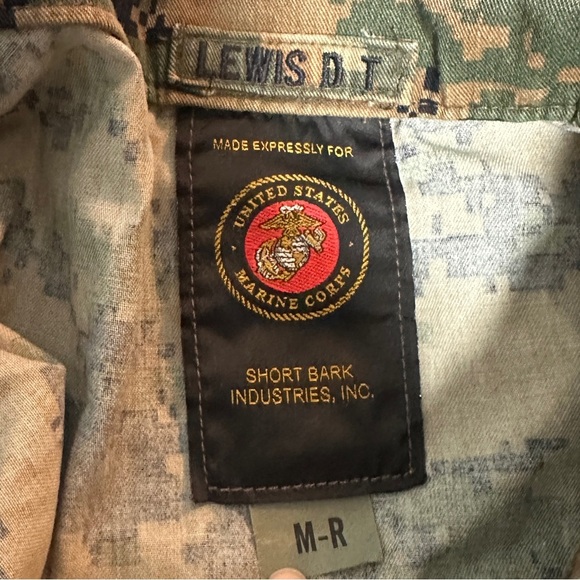 LEWIS D T
MADE EXPRESSLY FOR
UNITED STATES
MARINE CORPS
SHORT BARK
INDUSTRIES, INC.
M-R